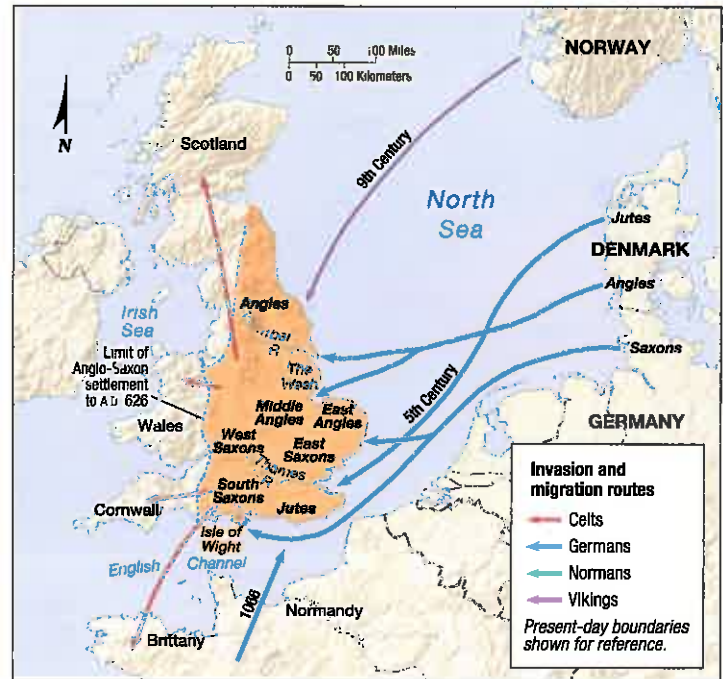 NORWAY
0 50 100 Miles
0 50 100 Kilometers
N
Scotland
9th Century
North
Sea
Jutes
DENMARK
Angles
Saxons
GERMANY
Angles
Irish
Sea
R
The
Wash
Limit of
Anglo-Saxon
settlement
to AD 626
Middle
Angles
East
Angles
5th Century
Wales
West
Saxons
East
Saxons
Thames
R
South
Saxons
Jutes
Cornwall
Isle of
Wight
English
Channel
1066
Normandy
Brittany
Invasion and
migration routes
Celts
Germans
Normans
Vikings
Present-day boundaries
shown for reference.